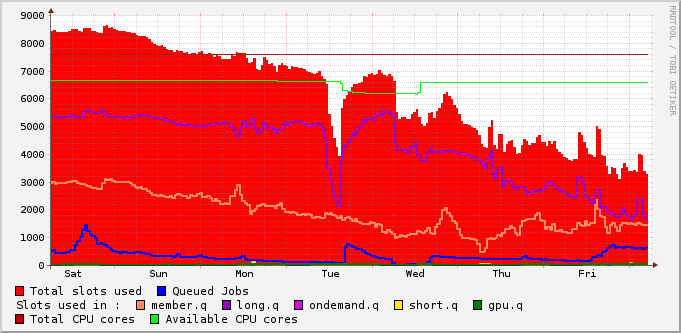 RRDTOOL / TOBI OETIKER
9000
8000
7000
6000
5000
4000
3000
2000
1000
0
Sat Sun Mon Tue Wed Thu Fri
Total slots used Queued Jobs
Slots used in : member.q long.q ondemand.q short.q gpu.q
Total CPU cores Available CPU cores